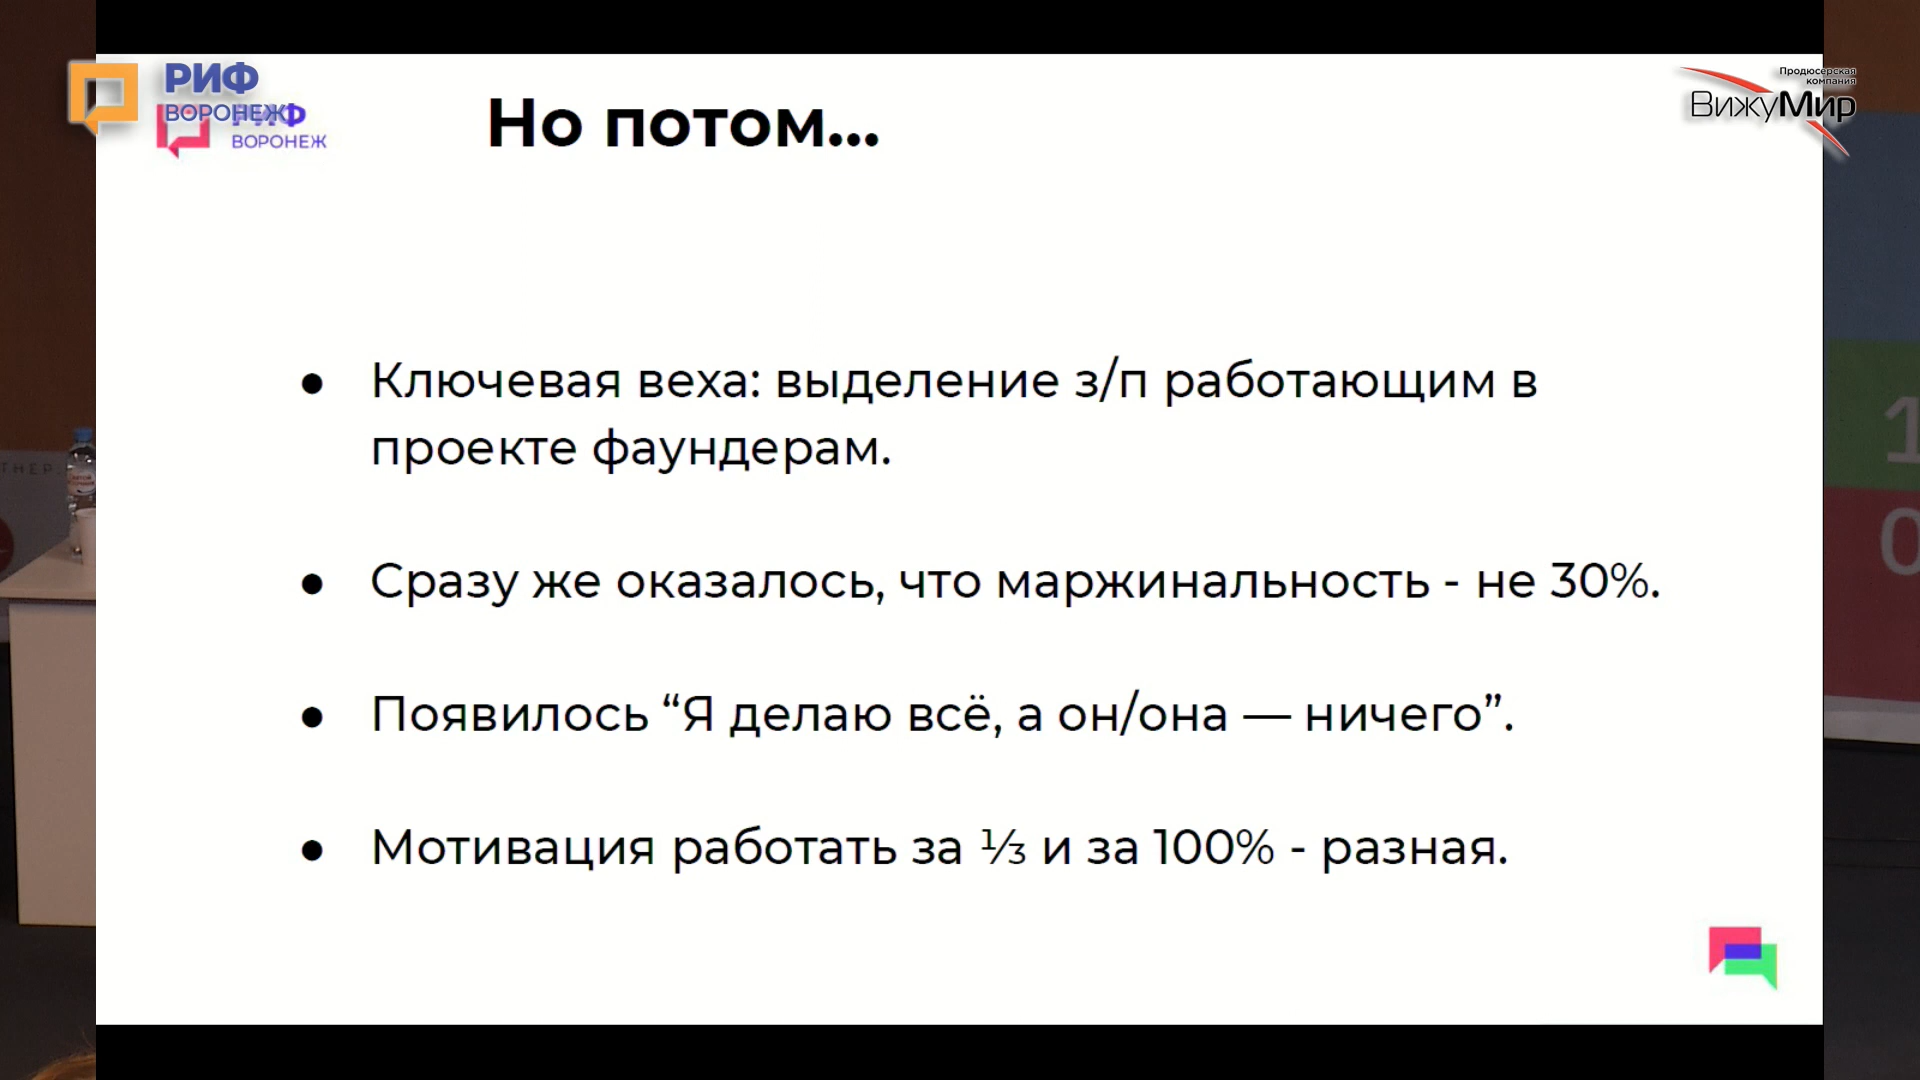 РИФ
ВОРОНЕЖ
ВОРОНЕЖ
Продюсерская
компания
ВижуМир
Но потом...
● Ключевая веха: выделение з/п работающим в
проекте фаундерам.
● Сразу же оказалось, что маржинальность - не 30%.
● Появилось “Я делаю всё, а он/она — ничего”.
● Мотивация работать за ⅓ и за 100% - разная.